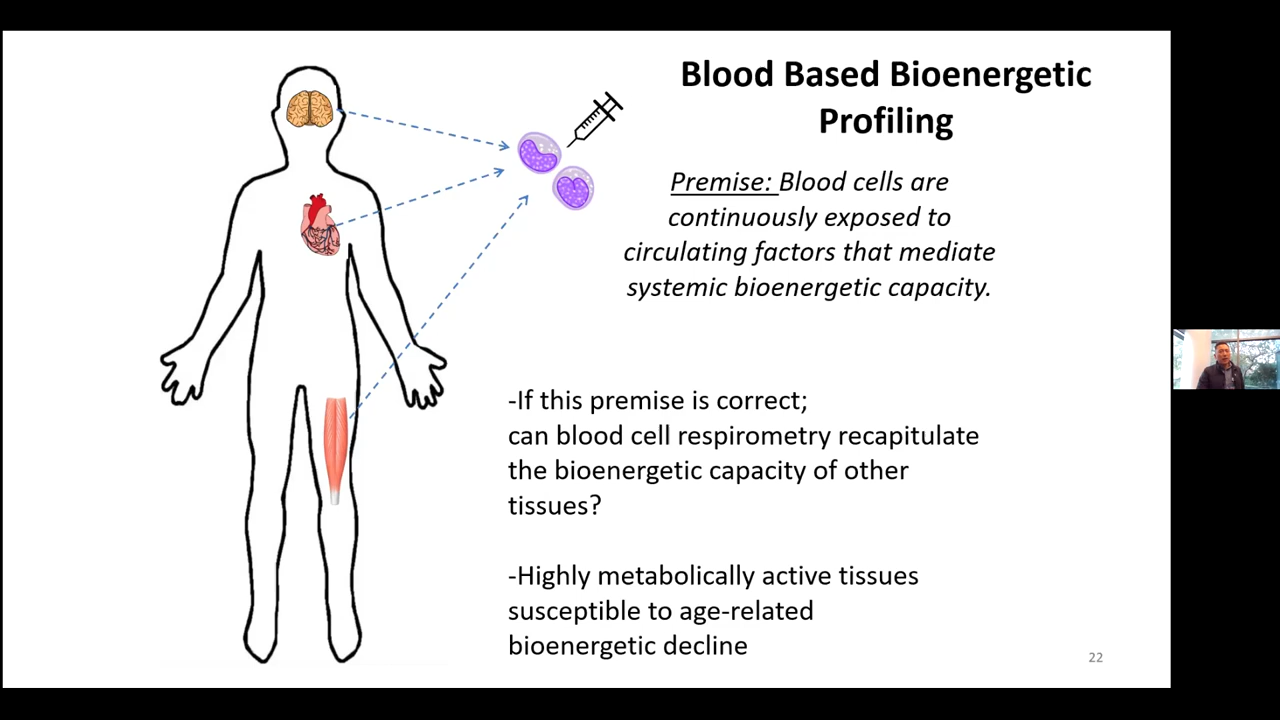 Blood Based Bioenergetic
Profiling
Premise: Blood cells are
continuously exposed to
circulating factors that mediate
systemic bioenergetic capacity.
-If this premise is correct;
can blood cell respirometry recapitulate
the bioenergetic capacity of other
tissues?
-Highly metabolically active tissues
susceptible to age-related
bioenergetic decline
22